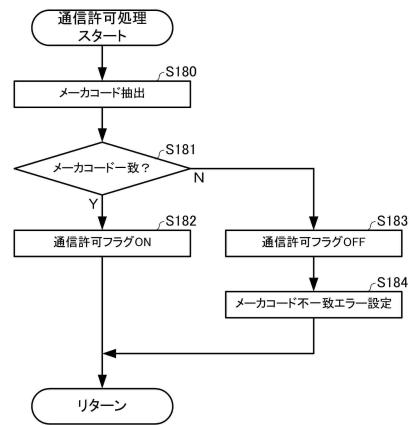 通信許可処理
スタート
S180
メーカコード抽出
S181
メーカコード一致？
N
Y
S182
通信許可フラグON
S183
通信許可フラグOFF
S184
メーカコード不一致エラー設定
リターン